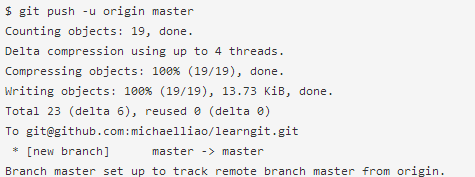 $ git push -u origin master
Counting objects: 19, done.
Delta compression using up to 4 threads.
Compressing objects: 100% (19/19), done.
Writing objects: 100% (19/19), 13.73 KiB, done.
Total 23 (delta 6), reused 0 (delta 0)
To git@github.com:michaelliao/learngit.git
 * [new branch]      master -> master
Branch master set up to track remote branch master from origin.